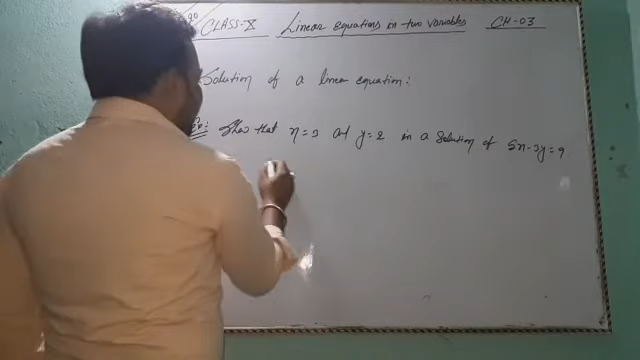 CLASS-X Linear equations in two variables CH-03
Solution of a linear equation:
Ex: Show that x=3 and y=2 is a solution of 5x-3y=9